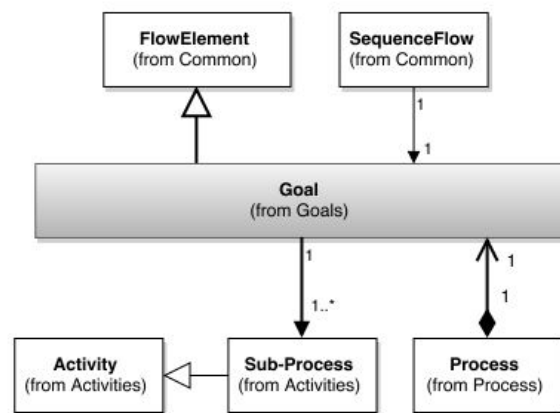 FlowElement
(from Common)
SequenceFlow
(from Common)
1
1
Goal
(from Goals)
1
1
1..*
1
Activity
(from Activities)
Sub-Process
(from Activities)
Process
(from Process)